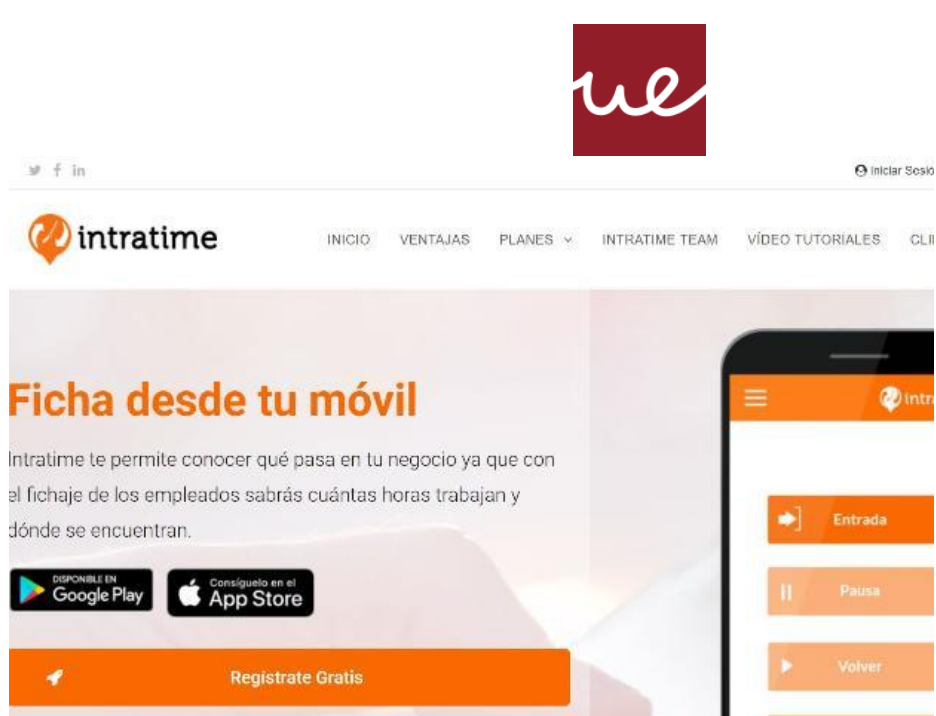 ue
Iniciar Sesió
intratime
INICIO VENTAJAS PLANES INTRATIME TEAM VÍDEO TUTORIALES CLI
Ficha desde tu móvil
Intratime te permite conocer qué pasa en tu negocio ya que con
el fichaje de los empleados sabrás cuántas horas trabajan y
dónde se encuentran.
DISPONIBLE EN
Google Play
Consíguelo en el
App Store
Registrate Gratis
intra
Entrada
Pausa
Volver